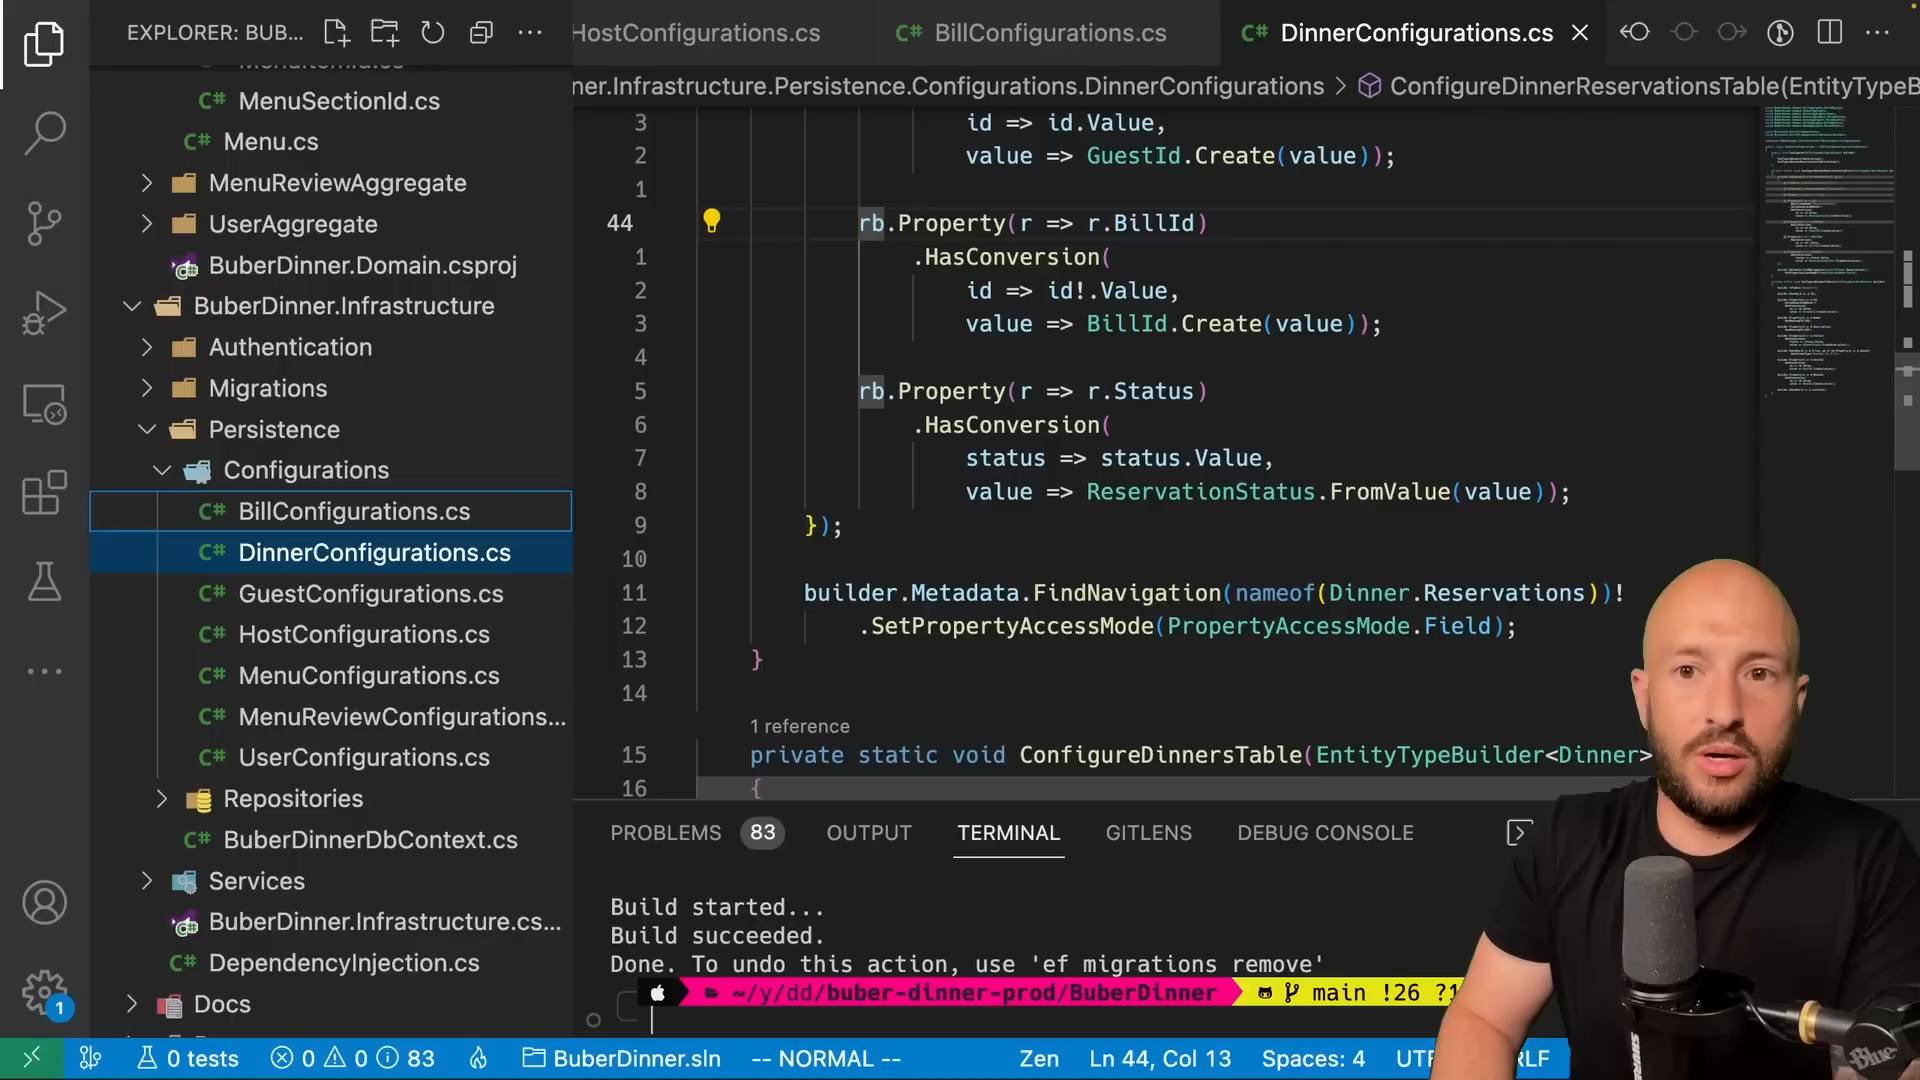 EXPLORER: BUB...
HostConfigurations.cs
C# BillConfigurations.cs
C# DinnerConfigurations.cs
ner.Infrastructure.Persistence.Configurations.DinnerConfigurations > ConfigureDinnerReservationsTable(EntityTypeB
MenuItemId.cs
C# MenuSectionId.cs
C# Menu.cs
MenuReviewAggregate
UserAggregate
BuberDinner.Domain.csproj
BuberDinner.Infrastructure
Authentication
Migrations
Persistence
Configurations
C# BillConfigurations.cs
C# DinnerConfigurations.cs
C# GuestConfigurations.cs
C# HostConfigurations.cs
C# MenuConfigurations.cs
C# MenuReviewConfigurations...
C# UserConfigurations.cs
Repositories
C# BuberDinnerDbContext.cs
Services
BuberDinner.Infrastructure.cs...
C# DependencyInjection.cs
Docs
1
3 id => id.Value,
2 value => GuestId.Create(value));
1
44 rb.Property(r => r.BillId)
1 .HasConversion(
2 id => id!.Value,
3 value => BillId.Create(value));
4
5 rb.Property(r => r.Status)
6 .HasConversion(
7 status => status.Value,
8 value => ReservationStatus.FromValue(value));
9 });
10
11 builder.Metadata.FindNavigation(nameof(Dinner.Reservations))!
12 .SetPropertyAccessMode(PropertyAccessMode.Field);
13 }
14
1 reference
15 private static void ConfigureDinnersTable(EntityTypeBuilder<Dinner>
16 {
PROBLEMS 83 OUTPUT TERMINAL GITLENS DEBUG CONSOLE
Build started...
Build succeeded.
Done. To undo this action, use 'ef migrations remove'
~/y/dd/buber-dinner-prod/BuberDinner main !26 ?1
0 tests 0 0 83 BuberDinner.sln -- NORMAL -- Zen Ln 44, Col 13 Spaces: 4 UTF RLF
SHURE
Blue